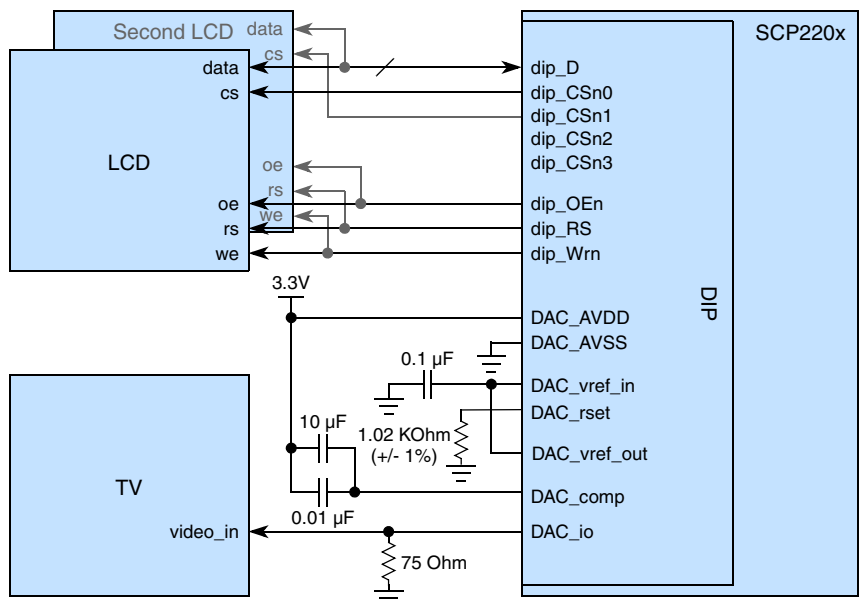 Second LCD
data
cs
oe
rs
we
LCD
data
cs
oe
rs
we
SCP220x
DIP
dip_D
dip_CSn0
dip_CSn1
dip_CSn2
dip_CSn3
dip_OEn
dip_RS
dip_Wrn
DAC_AVDD
DAC_AVSS
DAC_vref_in
DAC_rset
DAC_vref_out
DAC_comp
DAC_io
3.3V
0.1 µF
1.02 KOhm
(+/- 1%)
10 µF
0.01 µF
75 Ohm
TV
video_in